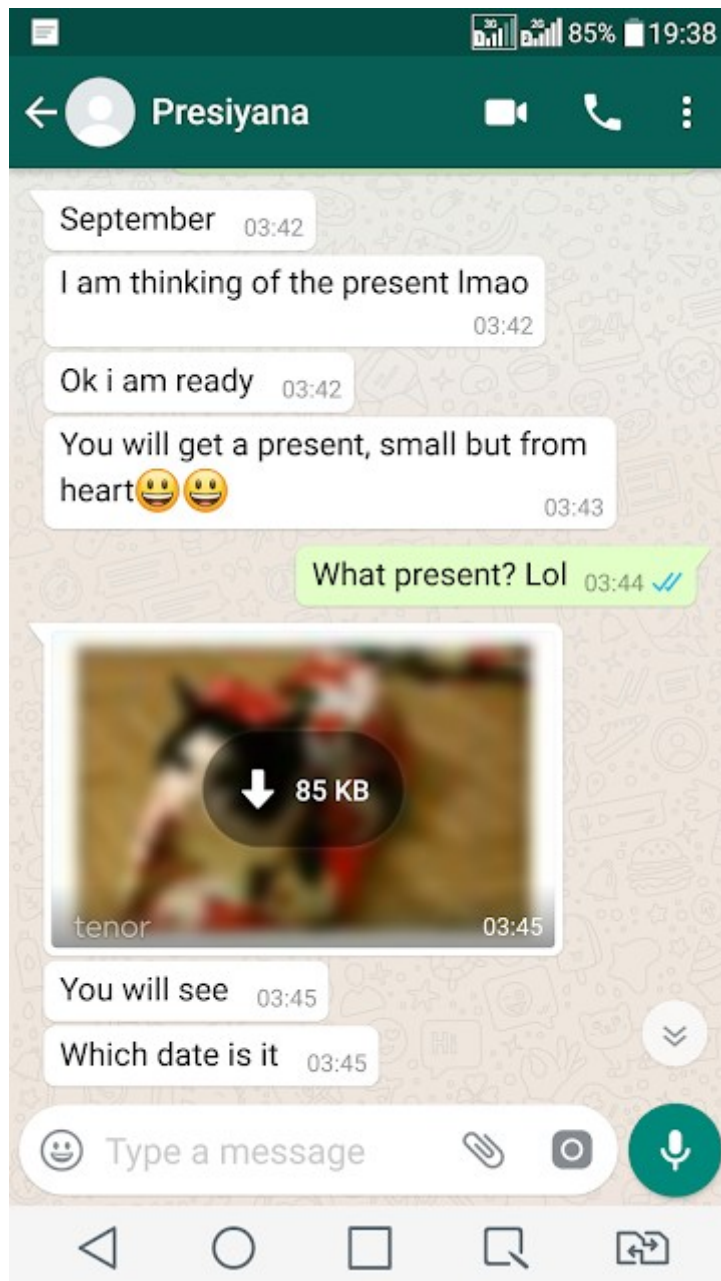 3G 2G 85% 19:38
Presiyana
September 03:42
I am thinking of the present lmao
03:42
Ok i am ready 03:42
You will get a present, small but from
heart😃😃 03:43
What present? Lol 03:44
85 KB
tenor 03:45
You will see 03:45
Which date is it 03:45
Type a message